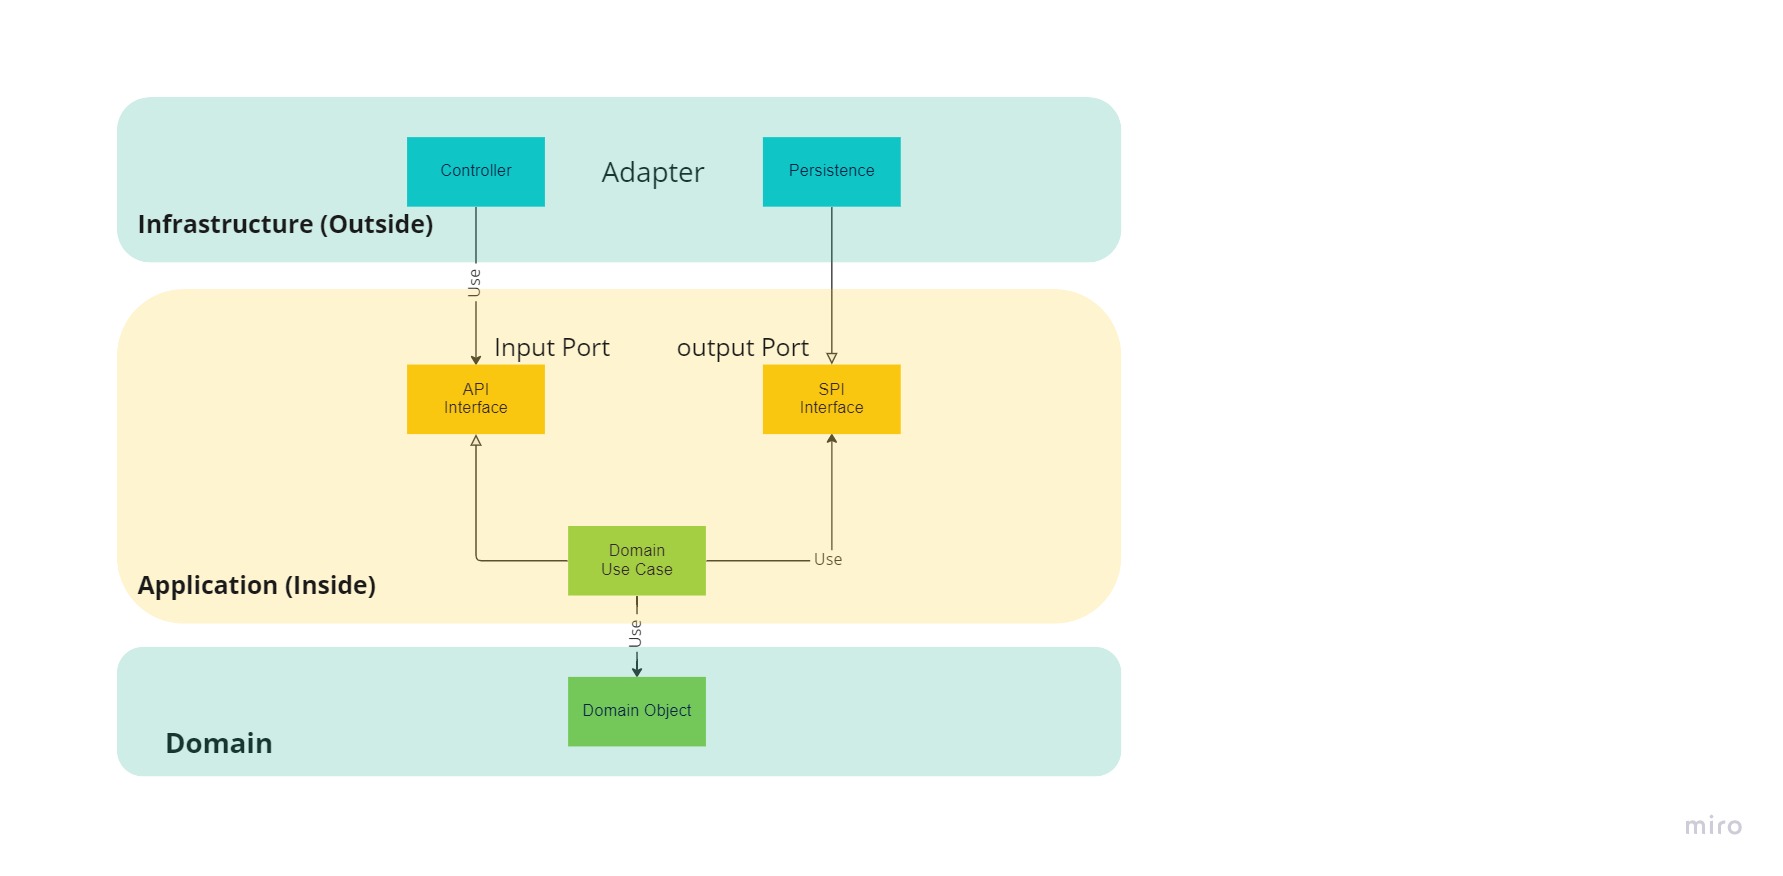 Controller
Adapter
Persistence
Infrastructure (Outside)
Use
Input Port
output Port
API
Interface
SPI
Interface
Domain
Use Case
Use
Application (Inside)
Use
Domain Object
Domain
miro